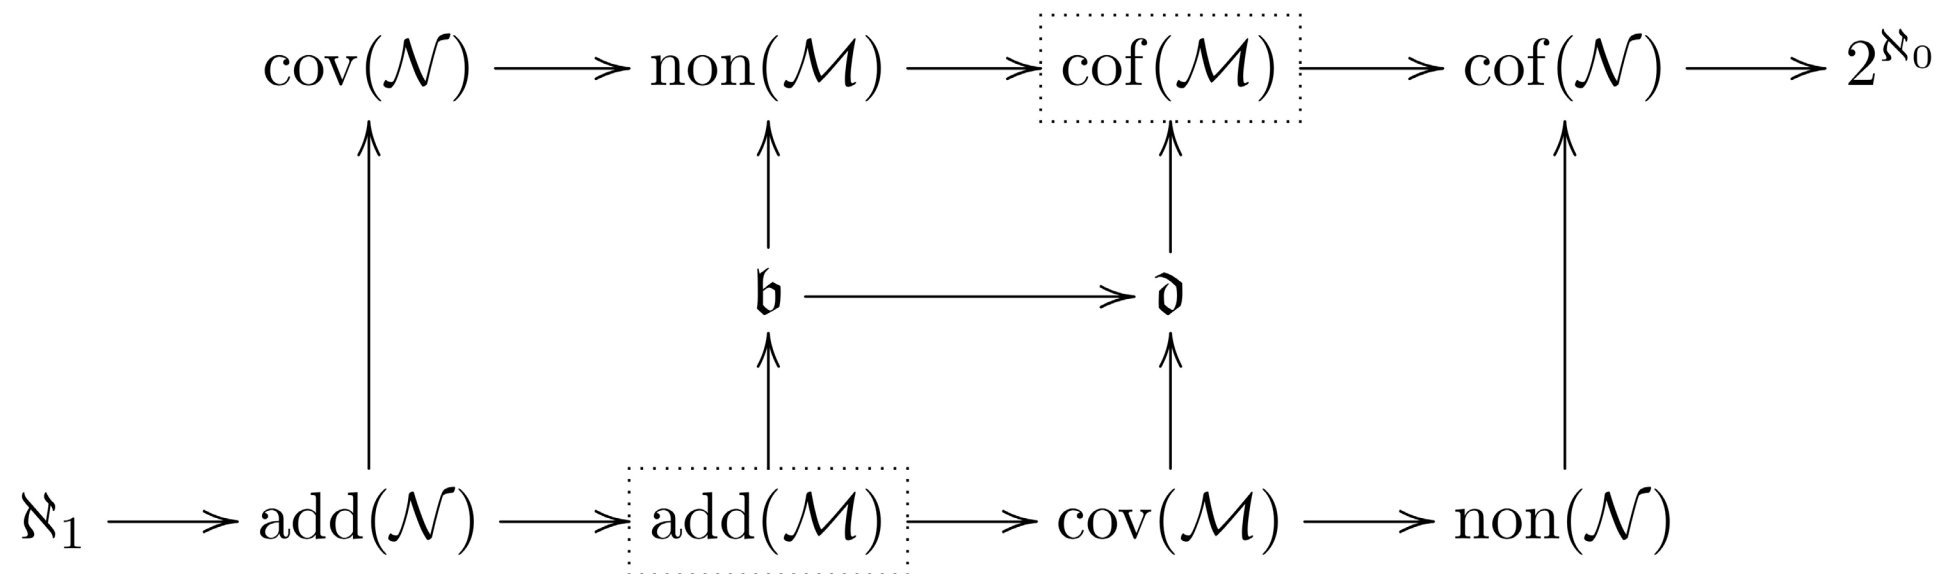 cov(𝒩) → non(ℳ) → cof(ℳ) → cof(𝒩) → 2^ℵ₀
𝔟 → 𝔡
ℵ₁ → add(𝒩) → add(ℳ) → cov(ℳ) → non(𝒩)